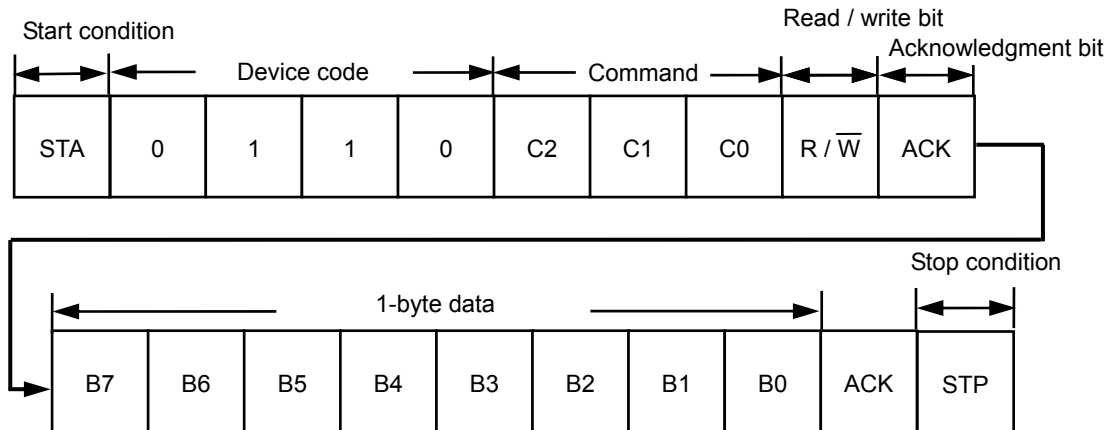 Read / write bit
Start condition
Acknowledgment bit
Device code
Command
STA 0 1 1 0 C2 C1 C0 R / W̅ ACK
Stop condition
1-byte data
B7 B6 B5 B4 B3 B2 B1 B0 ACK STP